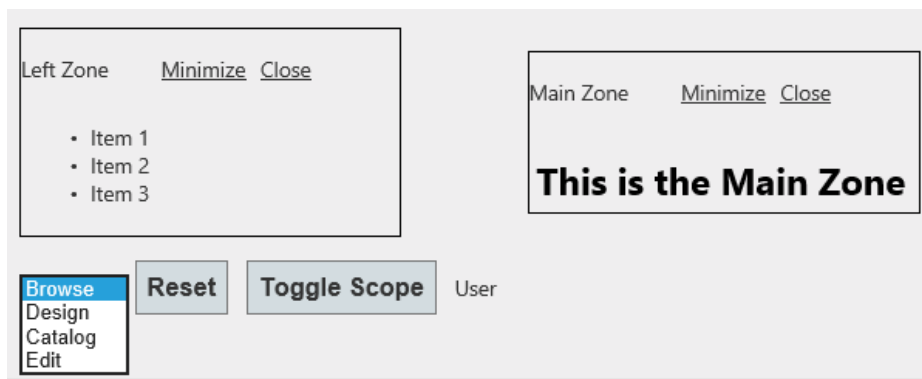 Left Zone Minimize Close
• Item 1
• Item 2
• Item 3
Main Zone Minimize Close
This is the Main Zone
Browse
Design
Catalog
Edit
Reset Toggle Scope User